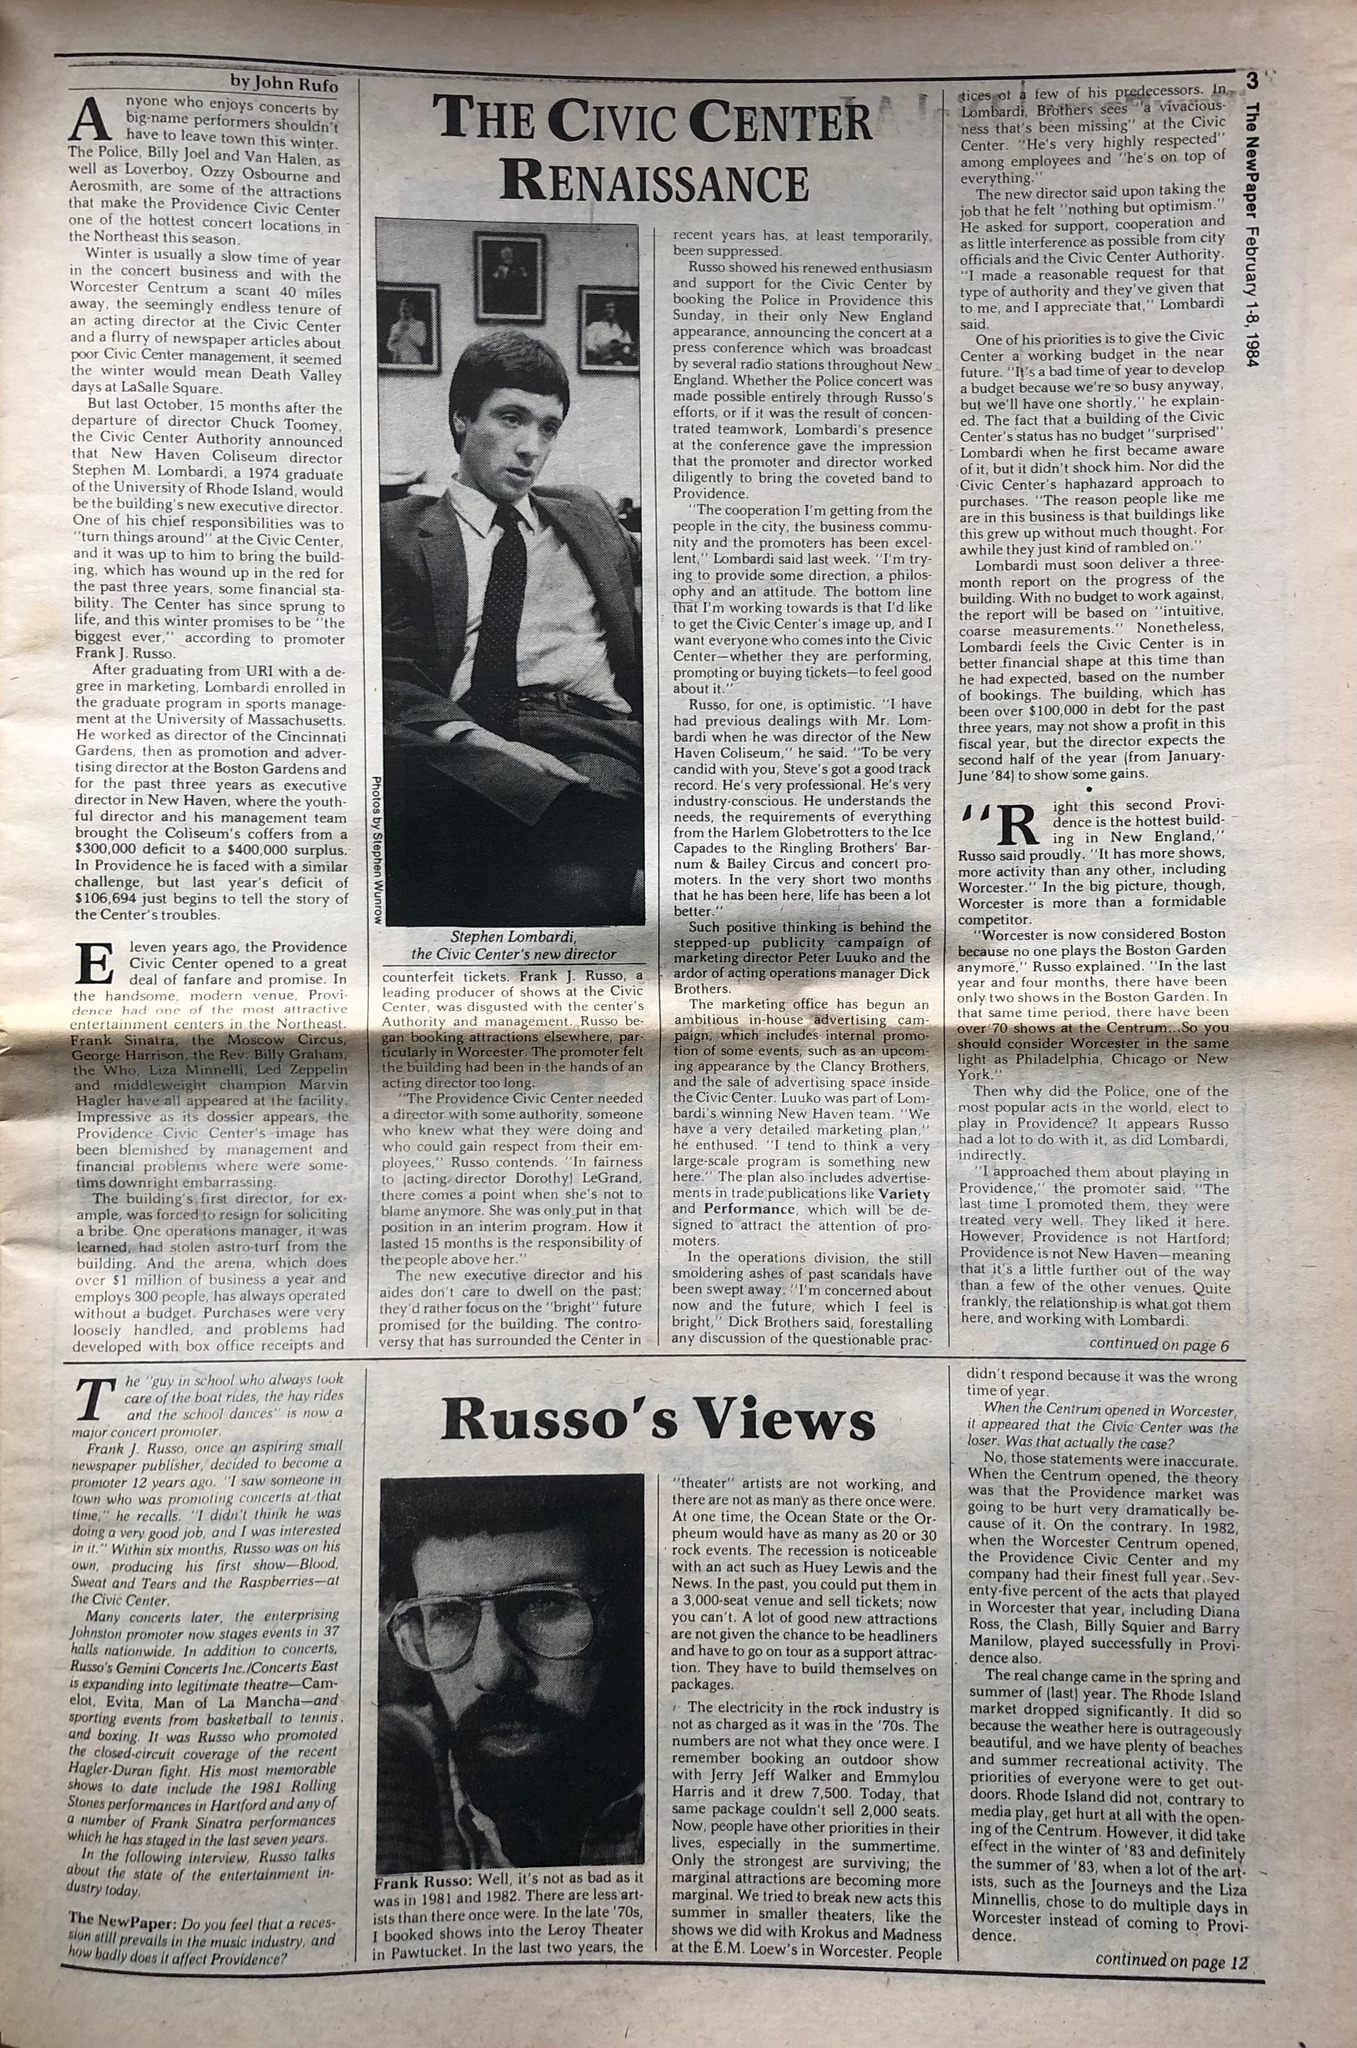 3 The NewPaper February 1-8, 1984
THE CIVIC CENTER
RENAISSANCE
by John Rufo
Anyone who enjoys concerts by
big-name performers shouldn't
have to leave town this winter.
The Police, Billy Joel and Van Halen, as
well as Loverboy, Ozzy Osbourne and
Aerosmith, are some of the attractions
that make the Providence Civic Center
one of the hottest concert locations in
the Northeast this season.
Winter is usually a slow time of year
in the concert business and with the
Worcester Centrum a scant 40 miles
away, the seemingly endless tenure of
an acting director at the Civic Center
and a flurry of newspaper articles about
poor Civic Center management, it seemed
the winter would mean Death Valley
days at LaSalle Square.
But last October, 15 months after the
departure of director Chuck Toomey,
the Civic Center Authority announced
that New Haven Coliseum director
Stephen M. Lombardi, a 1974 graduate
of the University of Rhode Island, would
be the building's new executive director.
One of his chief responsibilities was to
"turn things around" at the Civic Center,
and it was up to him to bring the build-
ing, which has wound up in the red for
the past three years, some financial sta-
bility. The Center has since sprung to
life, and this winter promises to be "the
biggest ever," according to promoter
Frank J. Russo.
After graduating from URI with a de-
gree in marketing, Lombardi enrolled in
the graduate program in sports manage-
ment at the University of Massachusetts.
He worked as director of the Cincinnati
Gardens, then as promotion and adver-
tising director at the Boston Gardens and
for the past three years as executive
director in New Haven, where the youth-
ful director and his management team
brought the Coliseum's coffers from a
$300,000 deficit to a $400,000 surplus.
In Providence he is faced with a similar
challenge, but last year's deficit of
$106,694 just begins to tell the story of
the Center's troubles.
Eleven years ago, the Providence
Civic Center opened to a great
deal of fanfare and promise. In
the handsome, modern venue, Provi-
dence had one of the most attractive
entertainment centers in the Northeast.
Frank Sinatra, the Moscow Circus,
George Harrison, the Rev. Billy Graham,
the Who, Liza Minnelli, Led Zeppelin
and middleweight champion Marvin
Hagler have all appeared at the facility.
Impressive as its dossier appears, the
Providence Civic Center's image has
been blemished by management and
financial problems where were some-
tims downright embarrassing.
The building's first director, for ex-
ample, was forced to resign for soliciting
a bribe. One operations manager, it was
learned, had stolen astro-turf from the
building. And the arena, which does
over $1 million of business a year and
employs 300 people, has always operated
without a budget. Purchases were very
loosely handled, and problems had
developed with box office receipts and
Photos by Stephen Wunrow
Stephen Lombardi,
the Civic Center's new director
counterfeit tickets. Frank J. Russo, a
leading producer of shows at the Civic
Center, was disgusted with the center's
Authority and management. Russo be-
gan booking attractions elsewhere, par-
ticularly in Worcester. The promoter felt
the building had been in the hands of an
acting director too long.
"The Providence Civic Center needed
a director with some authority, someone
who knew what they were doing and
who could gain respect from their em-
ployees," Russo contends. "In fairness
to (acting director Dorothy) LeGrand,
there comes a point when she's not to
blame anymore. She was only put in that
position in an interim program. How it
lasted 15 months is the responsibility of
the people above her."
The new executive director and his
aides don't care to dwell on the past;
they'd rather focus on the "bright" future
promised for the building. The contro-
versy that has surrounded the Center in
recent years has, at least temporarily,
been suppressed.
Russo showed his renewed enthusiasm
and support for the Civic Center by
booking the Police in Providence this
Sunday, in their only New England
appearance, announcing the concert at a
press conference which was broadcast
by several radio stations throughout New
England. Whether the Police concert was
made possible entirely through Russo's
efforts, or if it was the result of concen-
trated teamwork, Lombardi's presence
at the conference gave the impression
that the promoter and director worked
diligently to bring the coveted band to
Providence.
"The cooperation I'm getting from the
people in the city, the business commu-
nity and the promoters has been excel-
lent," Lombardi said last week. "I'm try-
ing to provide some direction, a philos-
ophy and an attitude. The bottom line
that I'm working towards is that I'd like
to get the Civic Center's image up, and I
want everyone who comes into the Civic
Center—whether they are performing,
prompting or buying tickets—to feel good
about it."
Russo, for one, is optimistic. "I have
had previous dealings with Mr. Lom-
bardi when he was director of the New
Haven Coliseum," he said. "To be very
candid with you, Steve's got a good track
record. He's very professional. He's very
industry-conscious. He understands the
needs, the requirements of everything
from the Harlem Globetrotters to the Ice
Capades to the Ringling Brothers' Bar-
num & Bailey Circus and concert pro-
moters. In the very short two months
that he has been here, life has been a lot
better."
Such positive thinking is behind the
stepped-up publicity campaign of
marketing director Peter Luuko and the
ardor of acting operations manager Dick
Brothers.
The marketing office has begun an
ambitious in-house advertising cam-
paign, which includes internal promo-
tion of some events, such as an upcom-
ing appearance by the Clancy Brothers,
and the sale of advertising space inside
the Civic Center. Luuko was part of Lom-
bardi's winning New Haven team. "We
have a very detailed marketing plan,"
he enthused. "I tend to think a very
large-scale program is something new
here." The plan also includes advertise-
ments in trade publications like Variety
and Performance, which will be de-
signed to attract the attention of pro-
moters.
In the operations division, the still
smoldering ashes of past scandals have
been swept away. "I'm concerned about
now and the future, which I feel is
bright," Dick Brothers said, forestalling
any discussion of the questionable prac-
tices of a few of his predecessors. In
Lombardi, Brothers sees "a vivacious-
ness that's been missing" at the Civic
Center. "He's very highly respected"
among employees and "he's on top of
everything."
The new director said upon taking the
job that he felt "nothing but optimism."
He asked for support, cooperation and
as little interference as possible from city
officials and the Civic Center Authority.
"I made a reasonable request for that
type of authority and they've given that
to me, and I appreciate that," Lombardi
said.
One of his priorities is to give the Civic
Center a working budget in the near
future. "It's a bad time of year to develop
a budget because we're so busy anyway,
but we'll have one shortly," he explain-
ed. The fact that a building of the Civic
Center's status has no budget "surprised"
Lombardi when he first became aware
of it, but it didn't shock him. Nor did the
Civic Center's haphazard approach to
purchases. "The reason people like me
are in this business is that buildings like
this grew up without much thought. For
awhile they just kind of rambled on."
Lombardi must soon deliver a three-
month report on the progress of the
building. With no budget to work against,
the report will be based on "intuitive,
coarse measurements." Nonetheless,
Lombardi feels the Civic Center is in
better financial shape at this time than
he had expected, based on the number
of bookings. The building, which has
been over $100,000 in debt for the past
three years, may not show a profit in this
fiscal year, but the director expects the
second half of the year (from January-
June '84) to show some gains.
"Right this second Provi-
dence is the hottest build-
ing in New England,"
Russo said proudly. "It has more shows,
more activity than any other, including
Worcester." In the big picture, though,
Worcester is more than a formidable
competitor.
"Worcester is now considered Boston
because no one plays the Boston Garden
anymore," Russo explained. "In the last
year and four months, there have been
only two shows in the Boston Garden. In
that same time period, there have been
over 70 shows at the Centrum...So you
should consider Worcester in the same
light as Philadelphia, Chicago or New
York."
Then why did the Police, one of the
most popular acts in the world, elect to
play in Providence? It appears Russo
had a lot to do with it, as did Lombardi,
indirectly.
"I approached them about playing in
Providence," the promoter said. "The
last time I promoted them, they were
treated very well. They liked it here.
However, Providence is not Hartford;
Providence is not New Haven—meaning
that it's a little further out of the way
than a few of the other venues. Quite
frankly, the relationship is what got them
here, and working with Lombardi.
continued on page 6
Russo's Views
The "guy in school who always took
care of the boat rides, the hay rides
and the school dances" is now a
major concert promoter.
Frank J. Russo, once an aspiring small
newspaper publisher, decided to become a
promoter 12 years ago. "I saw someone in
town who was promoting concerts at that
time," he recalls. "I didn't think he was
doing a very good job, and I was interested
in it." Within six months, Russo was on his
own, producing his first show—Blood,
Sweat and Tears and the Raspberries—at
the Civic Center.
Many concerts later, the enterprising
Johnston promoter now stages events in 37
halls nationwide. In addition to concerts,
Russo's Gemini Concerts Inc./Concerts East
is expanding into legitimate theatre—Cam-
elot, Evita, Man of La Mancha—and
sporting events from basketball to tennis,
and boxing. It was Russo who promoted
the closed-circuit coverage of the recent
Hagler-Duran fight. His most memorable
shows to date include the 1981 Rolling
Stones performances in Hartford and any of
a number of Frank Sinatra performances
which he has staged in the last seven years.
In the following interview, Russo talks
about the state of the entertainment in-
dustry today.
The NewPaper: Do you feel that a reces-
sion still prevails in the music industry, and
how badly does it affect Providence?
Frank Russo: Well, it's not as bad as it
was in 1981 and 1982. There are less art-
ists than there once were. In the late '70s,
I booked shows into the Leroy Theater
in Pawtucket. In the last two years, the
"theater" artists are not working, and
there are not as many as there once were.
At one time, the Ocean State or the Or-
pheum would have as many as 20 or 30
rock events. The recession is noticeable
with an act such as Huey Lewis and the
News. In the past, you could put them in
a 3,000-seat venue and sell tickets; now
you can't. A lot of good new attractions
are not given the chance to be headliners
and have to go on tour as a support attrac-
tion. They have to build themselves on
packages.
The electricity in the rock industry is
not as charged as it was in the '70s. The
numbers are not what they once were. I
remember booking an outdoor show
with Jerry Jeff Walker and Emmylou
Harris and it drew 7,500. Today, that
same package couldn't sell 2,000 seats.
Now, people have other priorities in their
lives, especially in the summertime.
Only the strongest are surviving; the
marginal attractions are becoming more
marginal. We tried to break new acts this
summer in smaller theaters, like the
shows we did with Krokus and Madness
at the E.M. Loew's in Worcester. People
didn't respond because it was the wrong
time of year.
When the Centrum opened in Worcester,
it appeared that the Civic Center was the
loser. Was that actually the case?
No, those statements were inaccurate.
When the Centrum opened, the theory
was that the Providence market was
going to be hurt very dramatically be-
cause of it. On the contrary. In 1982,
when the Worcester Centrum opened,
the Providence Civic Center and my
company had their finest full year. Sev-
enty-five percent of the acts that played
in Worcester that year, including Diana
Ross, the Clash, Billy Squier and Barry
Manilow, played successfully in Provi-
dence also.
The real change came in the spring and
summer of (last) year. The Rhode Island
market dropped significantly. It did so
because the weather here is outrageously
beautiful, and we have plenty of beaches
and summer recreational activity. The
priorities of everyone were to get out-
doors. Rhode Island did not, contrary to
media play, get hurt at all with the open-
ing of the Centrum. However, it did take
effect in the winter of '83 and definitely
the summer of '83, when a lot of the art-
ists, such as the Journeys and the Liza
Minnellis, chose to do multiple days in
Worcester instead of coming to Provi-
dence.
continued on page 12